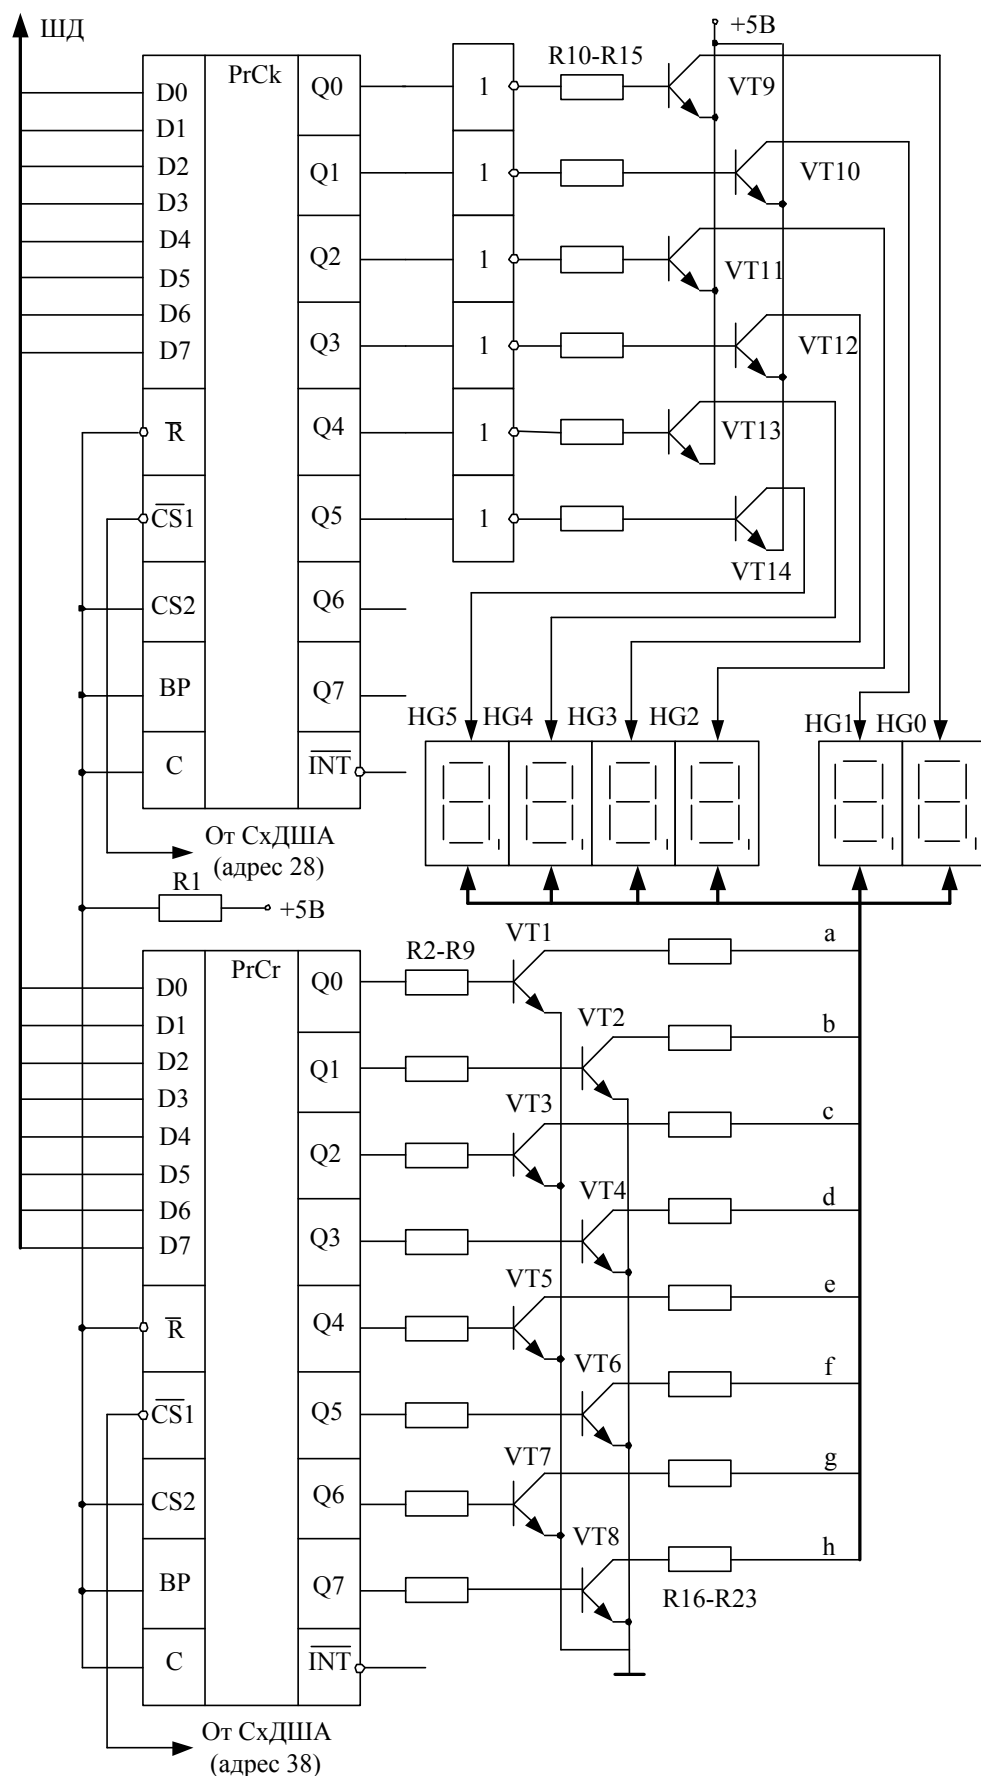 ШД
+5В
PrCk
D0
D1
D2
D3
D4
D5
D6
D7
R̅
C̅S̅1
CS2
BP
C
Q0
Q1
Q2
Q3
Q4
Q5
Q6
Q7
I̅N̅T̅
1
1
1
1
1
1
R10-R15
VT9
VT10
VT11
VT12
VT13
VT14
HG5
HG4
HG3
HG2
HG1
HG0
От СхДША
(адрес 28)
R1
+5В
PrCr
D0
D1
D2
D3
D4
D5
D6
D7
R̅
C̅S̅1
CS2
BP
C
Q0
Q1
Q2
Q3
Q4
Q5
Q6
Q7
I̅N̅T̅
R2-R9
VT1
VT2
VT3
VT4
VT5
VT6
VT7
VT8
a
b
c
d
e
f
g
h
R16-R23
От СхДША
(адрес 38)